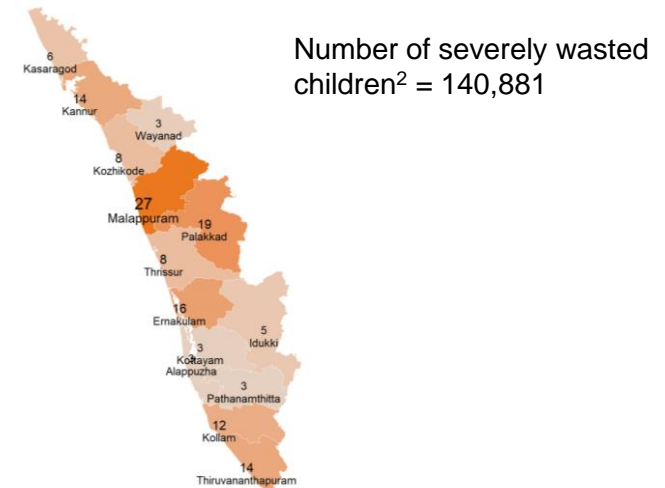 Number of severely wasted
children² = 140,881
6
Kasaragod
14
Kannur
3
Wayanad
8
Kozhikode
27
Malappuram
19
Palakkad
8
Thrissur
16
Ernakulam
5
Idukki
3
Kottayam
Alappuzha
3
Pathanamthitta
12
Kollam
14
Thiruvananthapuram